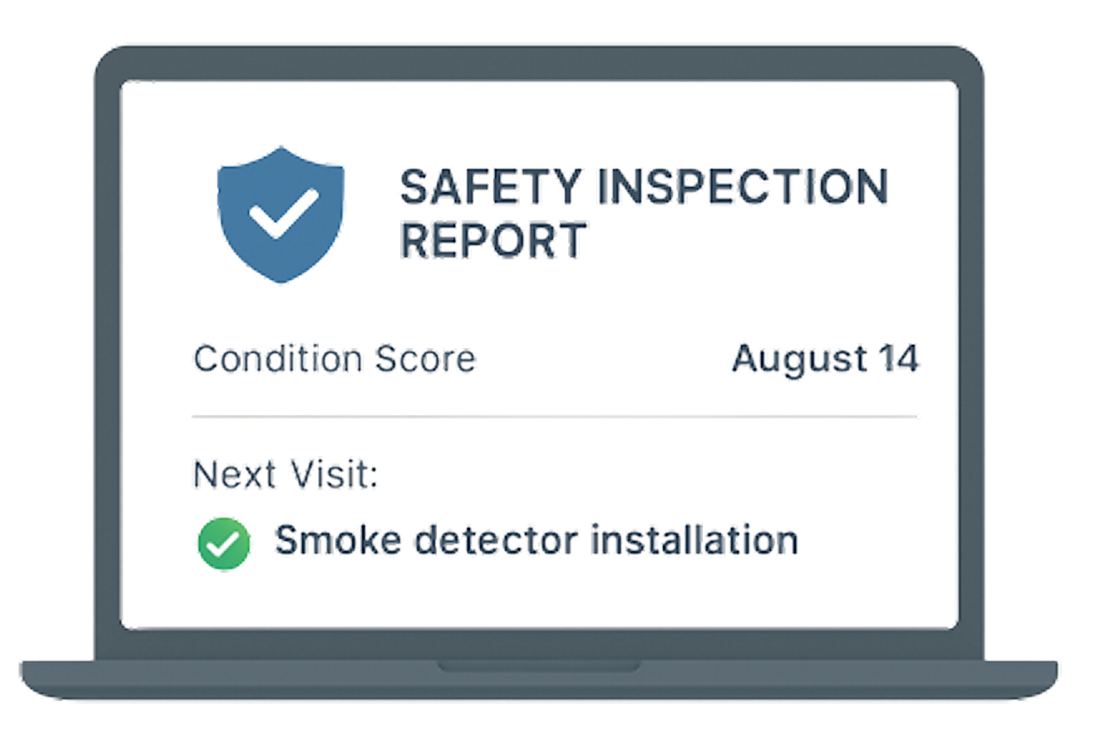 SAFETY INSPECTION
REPORT
Condition Score August 14
Next Visit:
Smoke detector installation